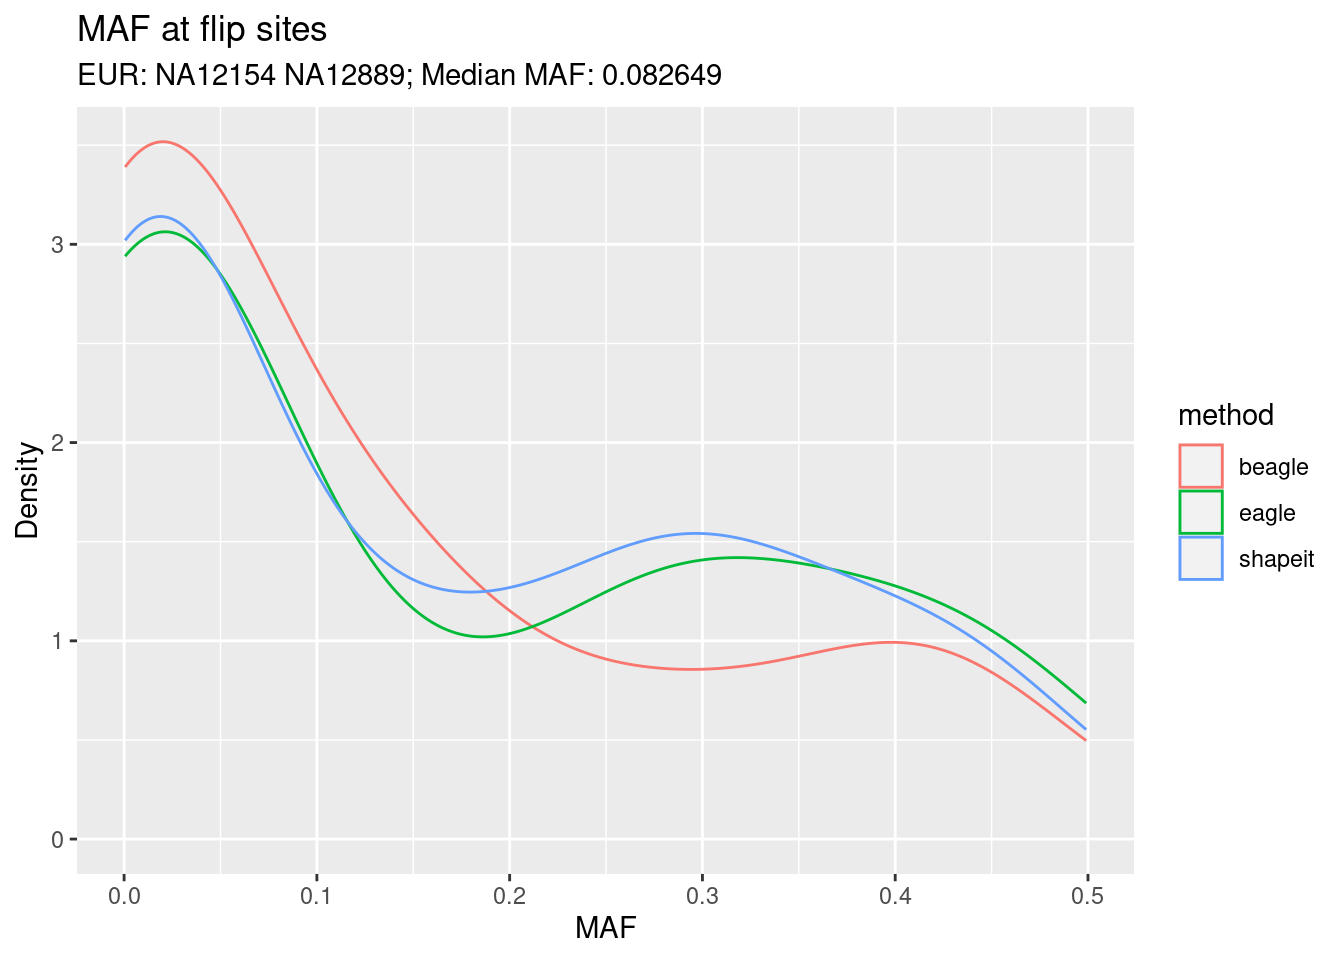 MAF at flip sites
EUR: NA12154 NA12889; Median MAF: 0.082649
Density
3
2
1
0
0.0 0.1 0.2 0.3 0.4 0.5
MAF
method
beagle
eagle
shapeit